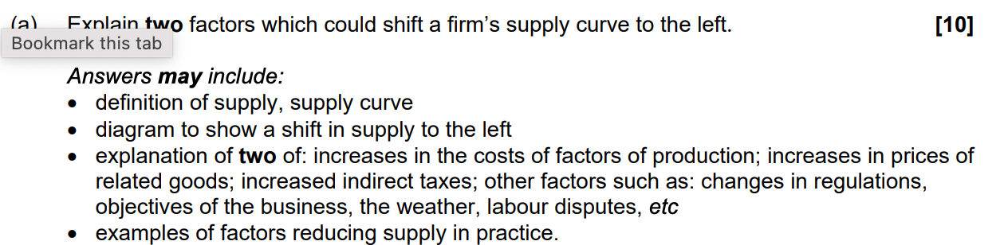 (a) Explain two factors which could shift a firm's supply curve to the left. [10]
Bookmark this tab
Answers may include:
• definition of supply, supply curve
• diagram to show a shift in supply to the left
• explanation of two of: increases in the costs of factors of production; increases in prices of
related goods; increased indirect taxes; other factors such as: changes in regulations,
objectives of the business, the weather, labour disputes, etc
• examples of factors reducing supply in practice.